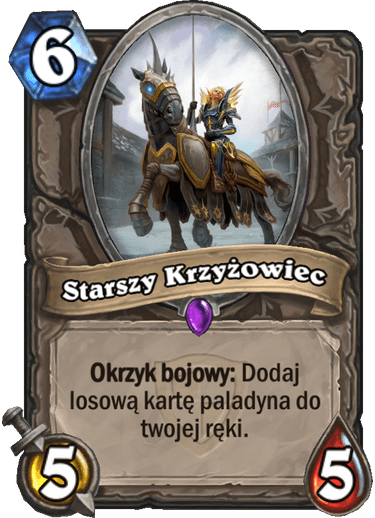 6
Starszy Krzyżowiec
Okrzyk bojowy: Dodaj
losową kartę paladyna do
twojej ręki.
5
5